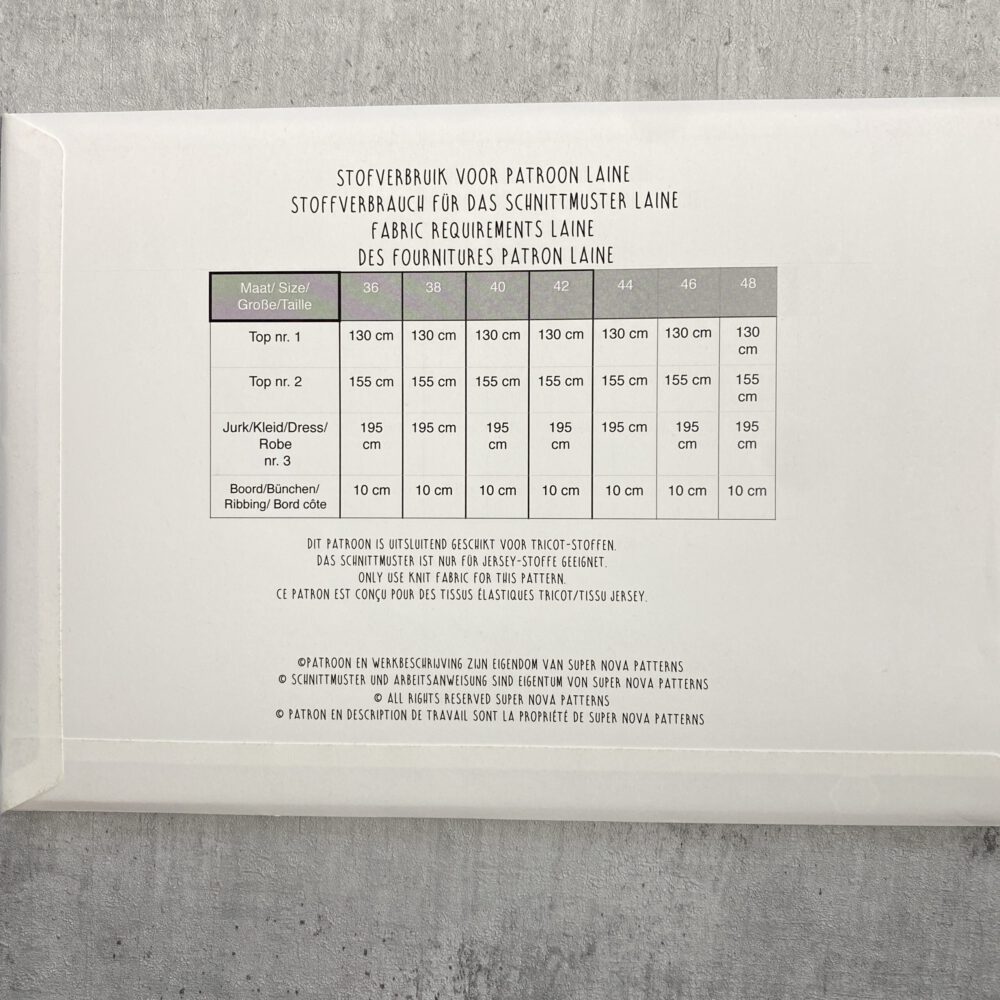 STOFVERBRUIK VOOR PATROON LAINE
STOFFVERBRAUCH FÜR DAS SCHNITTMUSTER LAINE
FABRIC REQUIREMENTS LAINE
DES FOURNITURES PATRON LAINE
Maat/ Size/ Größe/Taille 36 38 40 42 44 46 48
Top nr. 1 130 cm 130 cm 130 cm 130 cm 130 cm 130 cm 130 cm
Top nr. 2 155 cm 155 cm 155 cm 155 cm 155 cm 155 cm 155 cm
Jurk/Kleid/Dress/ Robe nr. 3 195 cm 195 cm 195 cm 195 cm 195 cm 195 cm 195 cm
Boord/Bünchen/ Ribbing/ Bord côte 10 cm 10 cm 10 cm 10 cm 10 cm 10 cm 10 cm
DIT PATROON IS UITSLUITEND GESCHIKT VOOR TRICOT-STOFFEN.
DAS SCHNITTMUSTER IST NUR FÜR JERSEY-STOFFE GEEIGNET.
ONLY USE KNIT FABRIC FOR THIS PATTERN.
CE PATRON EST CONÇU POUR DES TISSUS ÉLASTIQUES TRICOT/TISSU JERSEY.
©PATROON EN WERKBESCHRIJVING ZIJN EIGENDOM VAN SUPER NOVA PATTERNS
© SCHNITTMUSTER UND ARBEITSANWEISUNG SIND EIGENTUM VON SUPER NOVA PATTERNS
© ALL RIGHTS RESERVED SUPER NOVA PATTERNS
© PATRON EN DESCRIPTION DE TRAVAIL SONT LA PROPRIÉTÉ DE SUPER NOVA PATTERNS